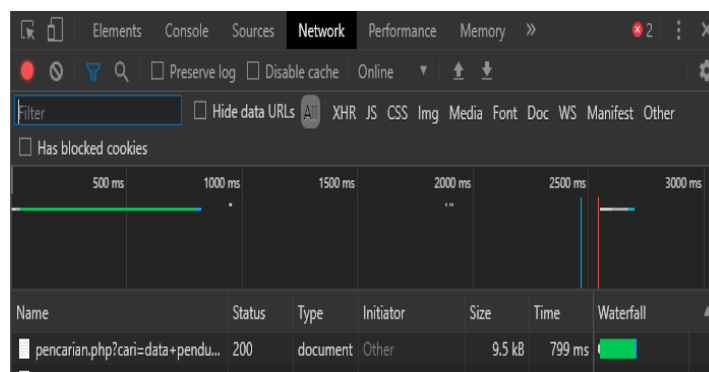 Elements Console Sources Network Performance Memory » 2
Preserve log Disable cache Online
Filter Hide data URLs All XHR JS CSS Img Media Font Doc WS Manifest Other
Has blocked cookies
500 ms 1000 ms 1500 ms 2000 ms 2500 ms 3000 ms
Name Status Type Initiator Size Time Waterfall
pencarian.php?cari=data+pendu... 200 document Other 9.5 kB 799 ms